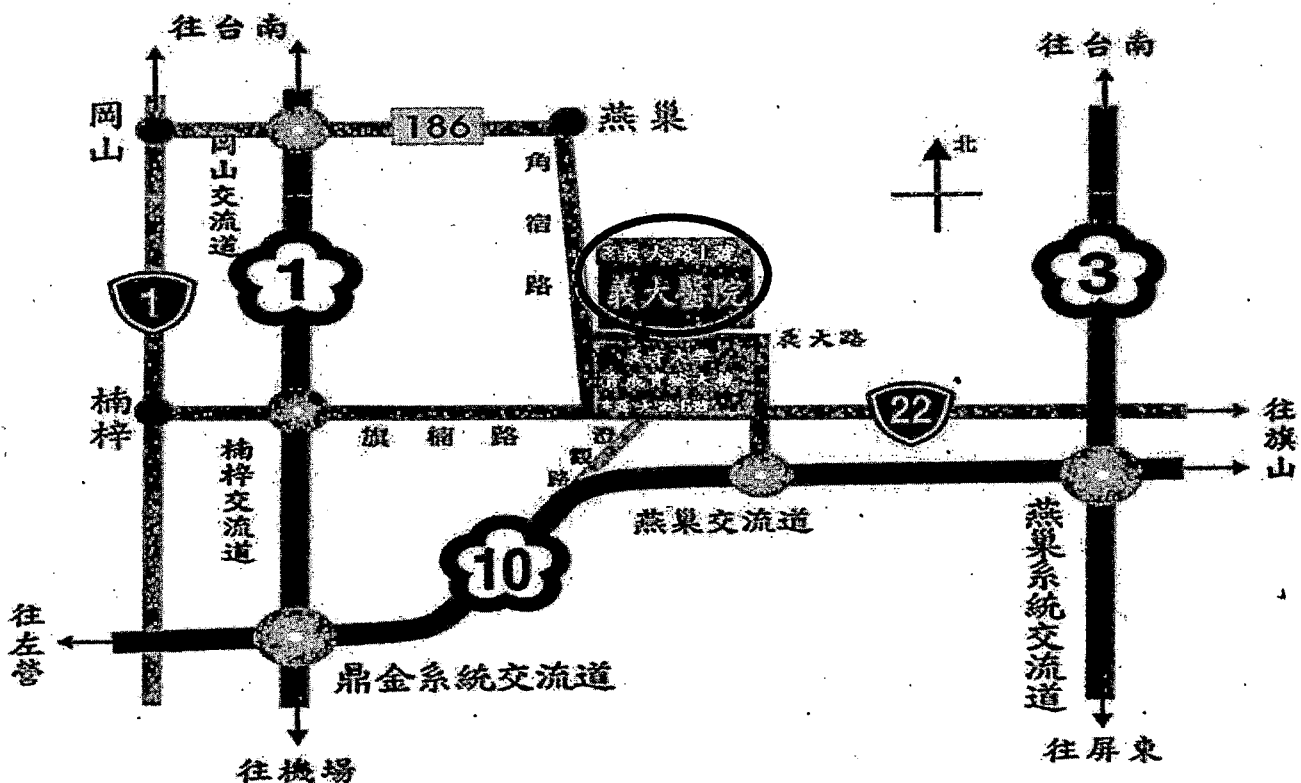 往台南
往台南
岡山
186
燕巢
北
岡山交流道
角宿路
1
1
3
義大醫院
義大路
楠梓
22
往旗山
旗楠路
楠梓交流道
燕巢交流道
往旗山
燕巢系統交流道
10
往左營
鼎金系統交流道
往機場
往屏東